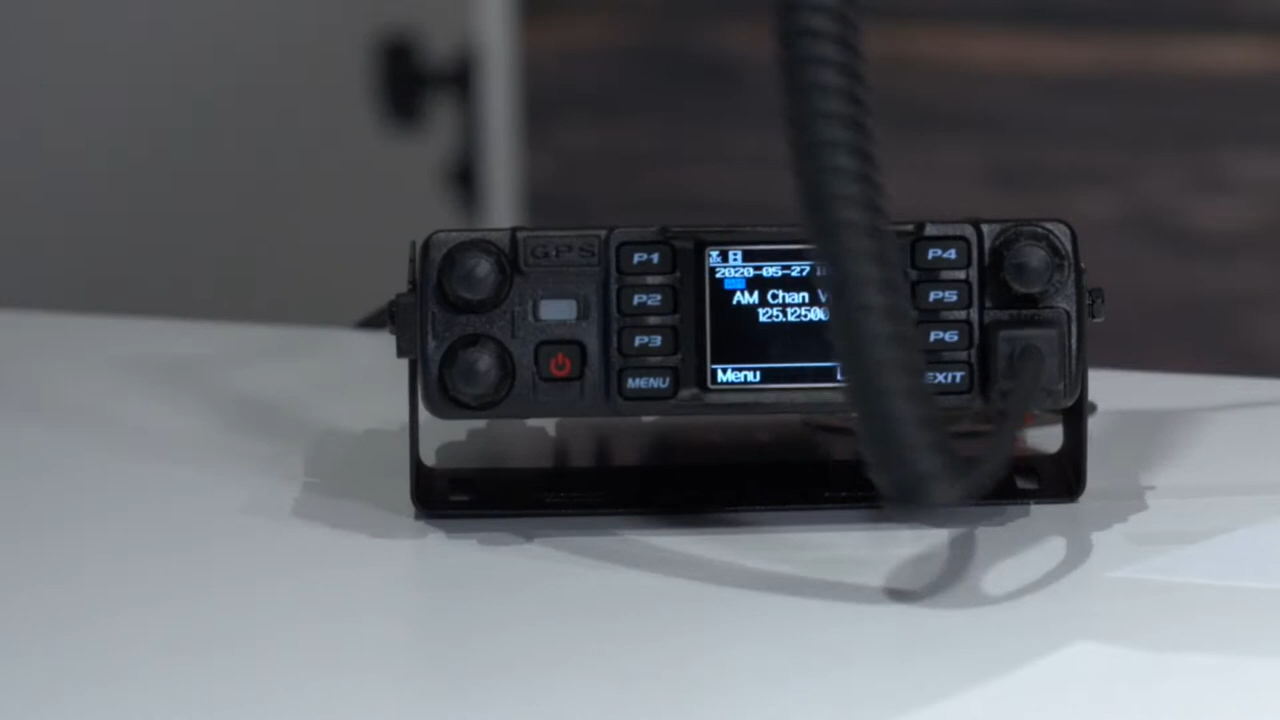 GPS
P1
P2
P3
MENU
2020-05-27
AM Chan
125.12500
Menu
P4
P5
P6
EXIT